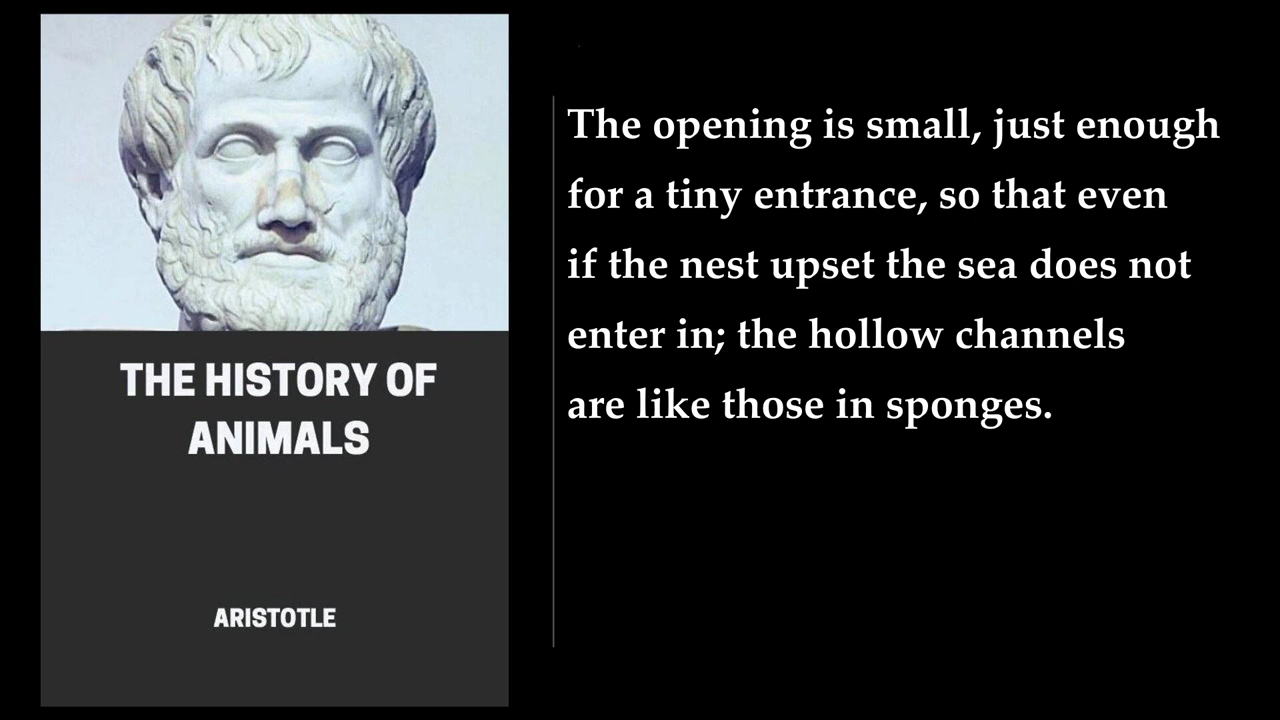 THE HISTORY OF
ANIMALS
ARISTOTLE
The opening is small, just enough
for a tiny entrance, so that even
if the nest upset the sea does not
enter in; the hollow channels
are like those in sponges.